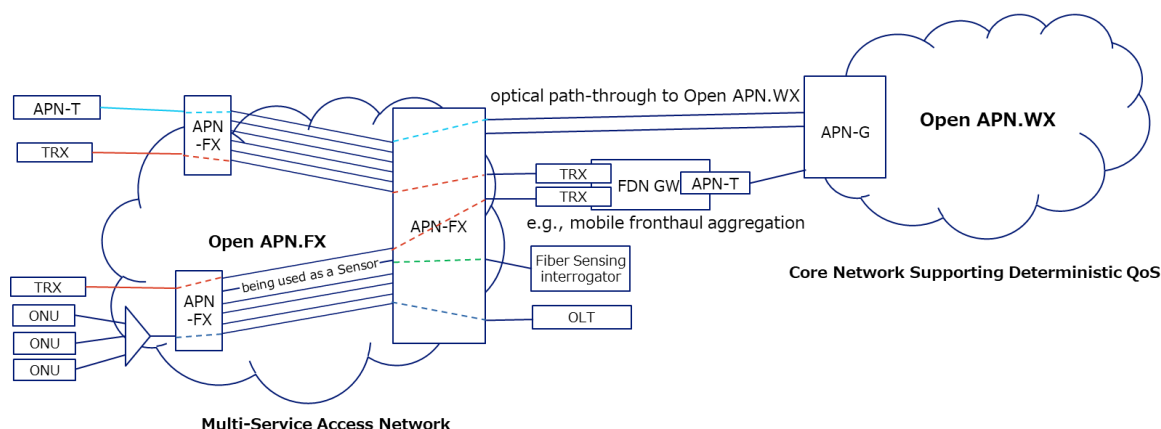 optical path-through to Open APN.WX
APN-T
APN
-FX
TRX
APN-G
Open APN.WX
TRX
FDN GW
APN-T
TRX
APN-FX
e.g., mobile fronthaul aggregation
Open APN.FX
being used as a Sensor
Fiber Sensing
interrogator
Core Network Supporting Deterministic QoS
TRX
APN
-FX
ONU
OLT
ONU
ONU
Multi-Service Access Network